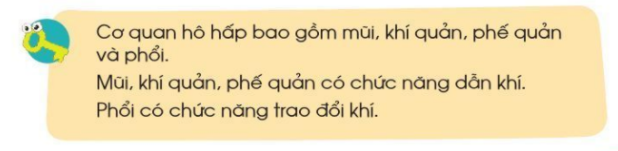 Cơ quan hô hấp bao gồm mũi, khí quản, phế quản
và phổi.
Mũi, khí quản, phế quản có chức năng dẫn khí.
Phổi có chức năng trao đổi khí.